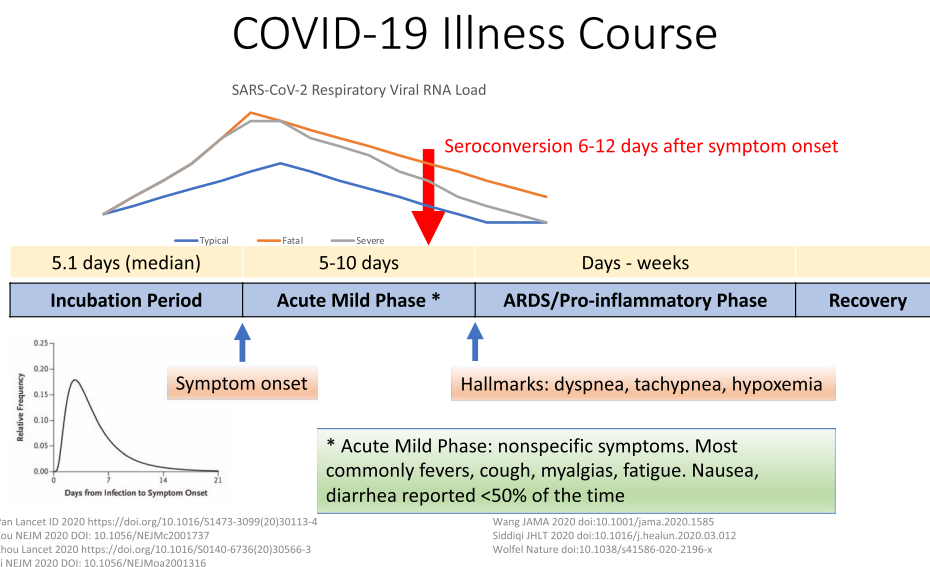 COVID-19 Illness Course
SARS-CoV-2 Respiratory Viral RNA Load
Seroconversion 6-12 days after symptom onset
Typical Fatal Severe
5.1 days (median) 5-10 days Days - weeks
Incubation Period Acute Mild Phase * ARDS/Pro-inflammatory Phase Recovery
0.25
0.20
0.15
0.10
0.05
0.00
Relative Frequency
0 7 14 21
Days from Infection to Symptom Onset
Symptom onset
Hallmarks: dyspnea, tachypnea, hypoxemia
* Acute Mild Phase: nonspecific symptoms. Most
commonly fevers, cough, myalgias, fatigue. Nausea,
diarrhea reported <50% of the time
Lancet ID 2020 https://doi.org/10.1016/S1473-3099(20)30113-4
NEJM 2020 DOI: 10.1056/NEJMc2001737
Lancet 2020 https://doi.org/10.1016/S0140-6736(20)30566-3
NEJM 2020 DOI: 10.1056/NEJMoa2001316
Wang JAMA 2020 doi:10.1001/jama.2020.1585
Siddiqi JHLT 2020 doi:10.1016/j.healun.2020.03.012
Wolfel Nature doi:10.1038/s41586-020-2196-x